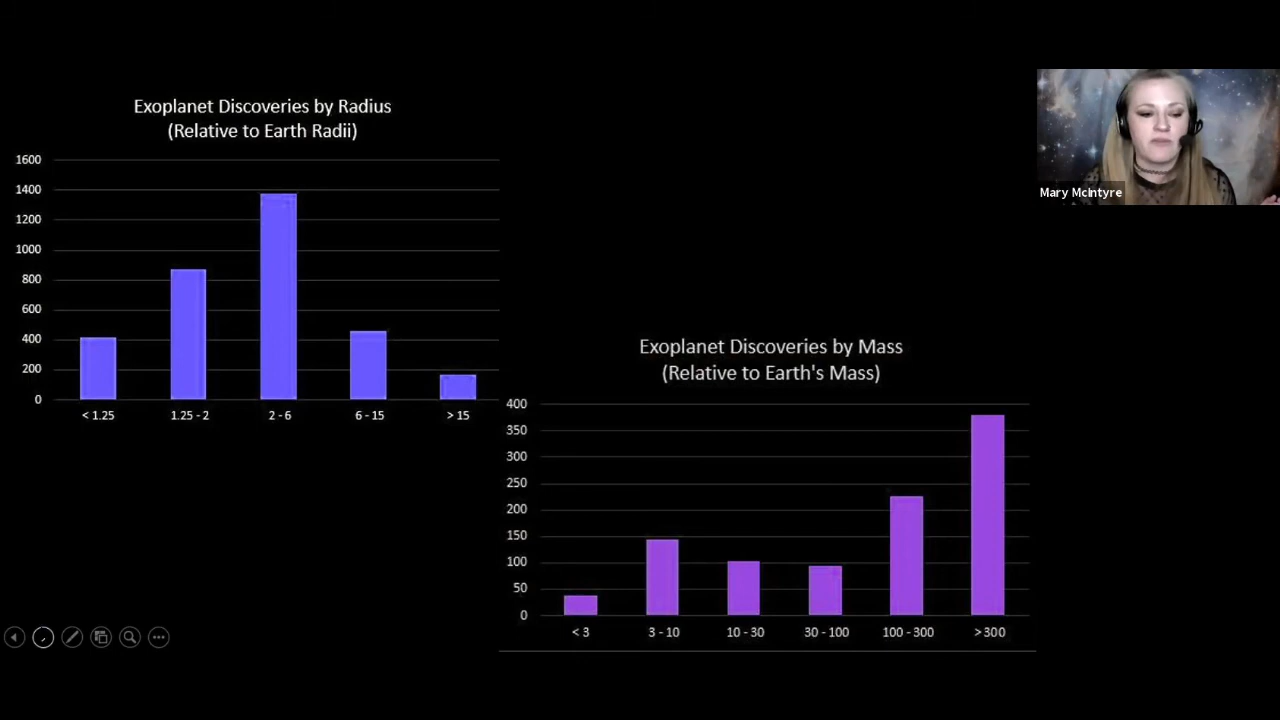 Exoplanet Discoveries by Radius
(Relative to Earth Radii)
1600
1400
1200
1000
800
600
400
200
0
< 1.25
1.25 - 2
2 - 6
6 - 15
> 15
Mary McIntyre
Exoplanet Discoveries by Mass
(Relative to Earth's Mass)
400
350
300
250
200
150
100
50
0
< 3
3 - 10
10 - 30
30 - 100
100 - 300
> 300